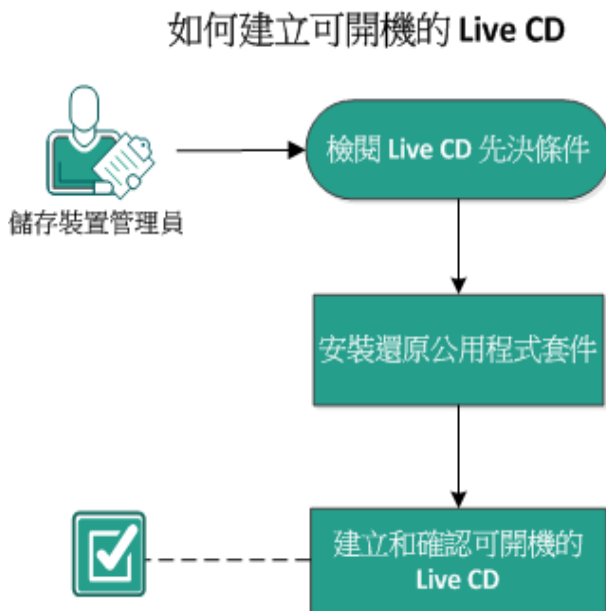 如何建立可開機的 Live CD
檢閱 Live CD 先決條件
儲存裝置管理員
安裝還原公用程式套件
建立和確認可開機的
Live CD